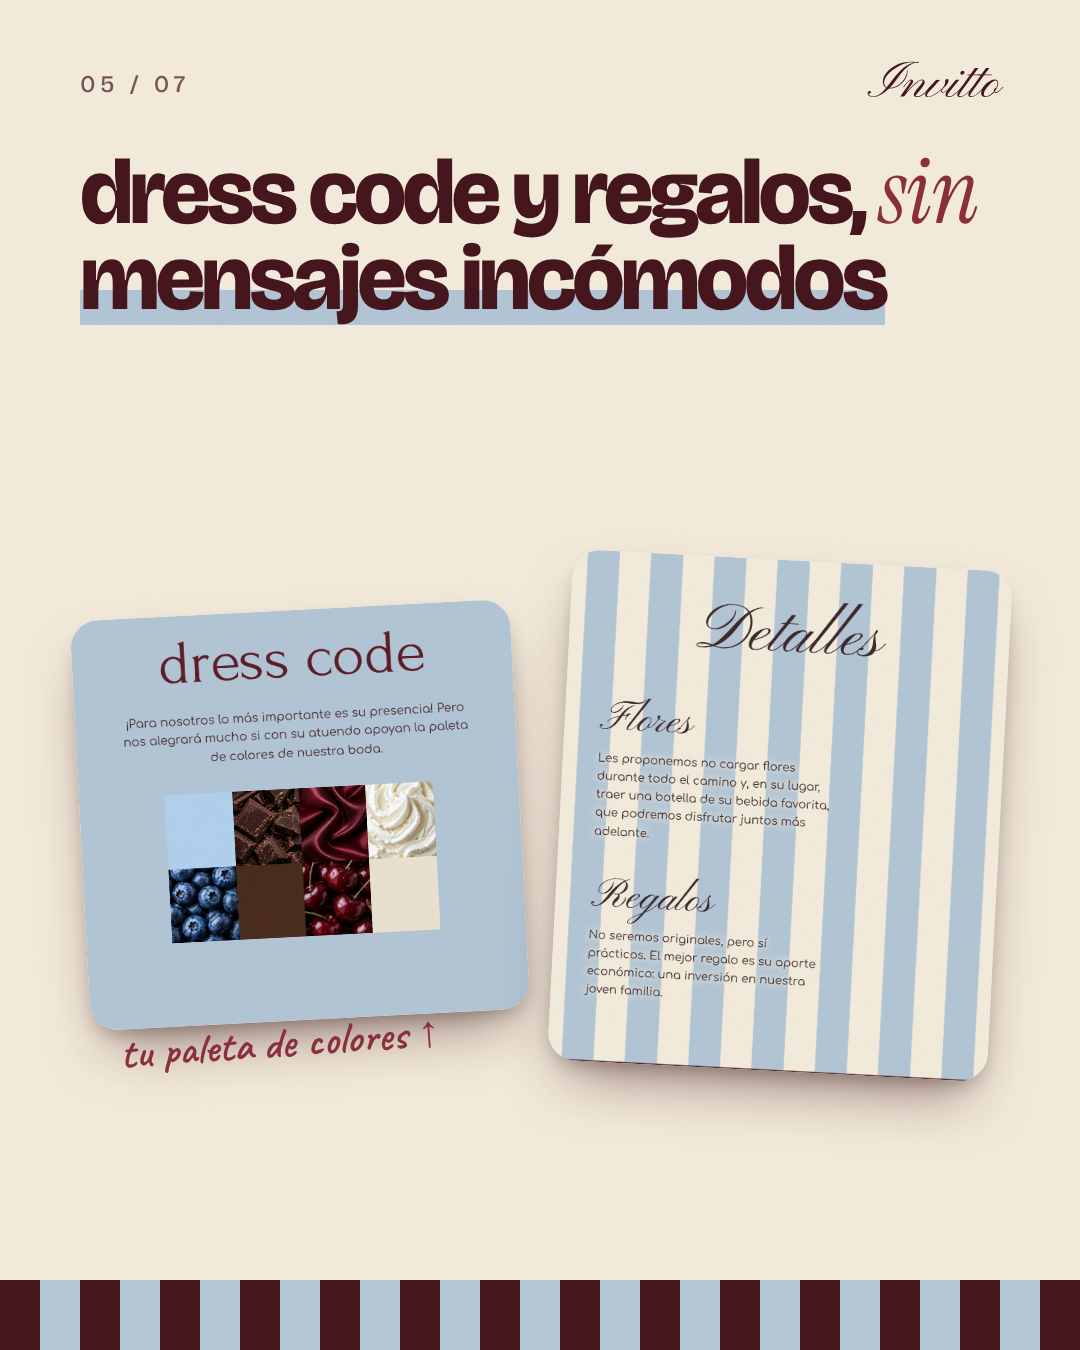 05 / 07
Invitto
dress code y regalos, sin
mensajes incómodos
dress code
¡Para nosotros lo más importante es su presencia! Pero
nos alegrará mucho si con su atuendo apoyan la paleta
de colores de nuestra boda.
tu paleta de colores ↑
Detalles
Flores
Les proponemos no cargar flores
durante todo el camino y, en su lugar,
traer una botella de su bebida favorita,
que podremos disfrutar juntos más
adelante.
Regalos
No seremos originales, pero sí
prácticos. El mejor regalo es su aporte
económico: una inversión en nuestra
joven familia.